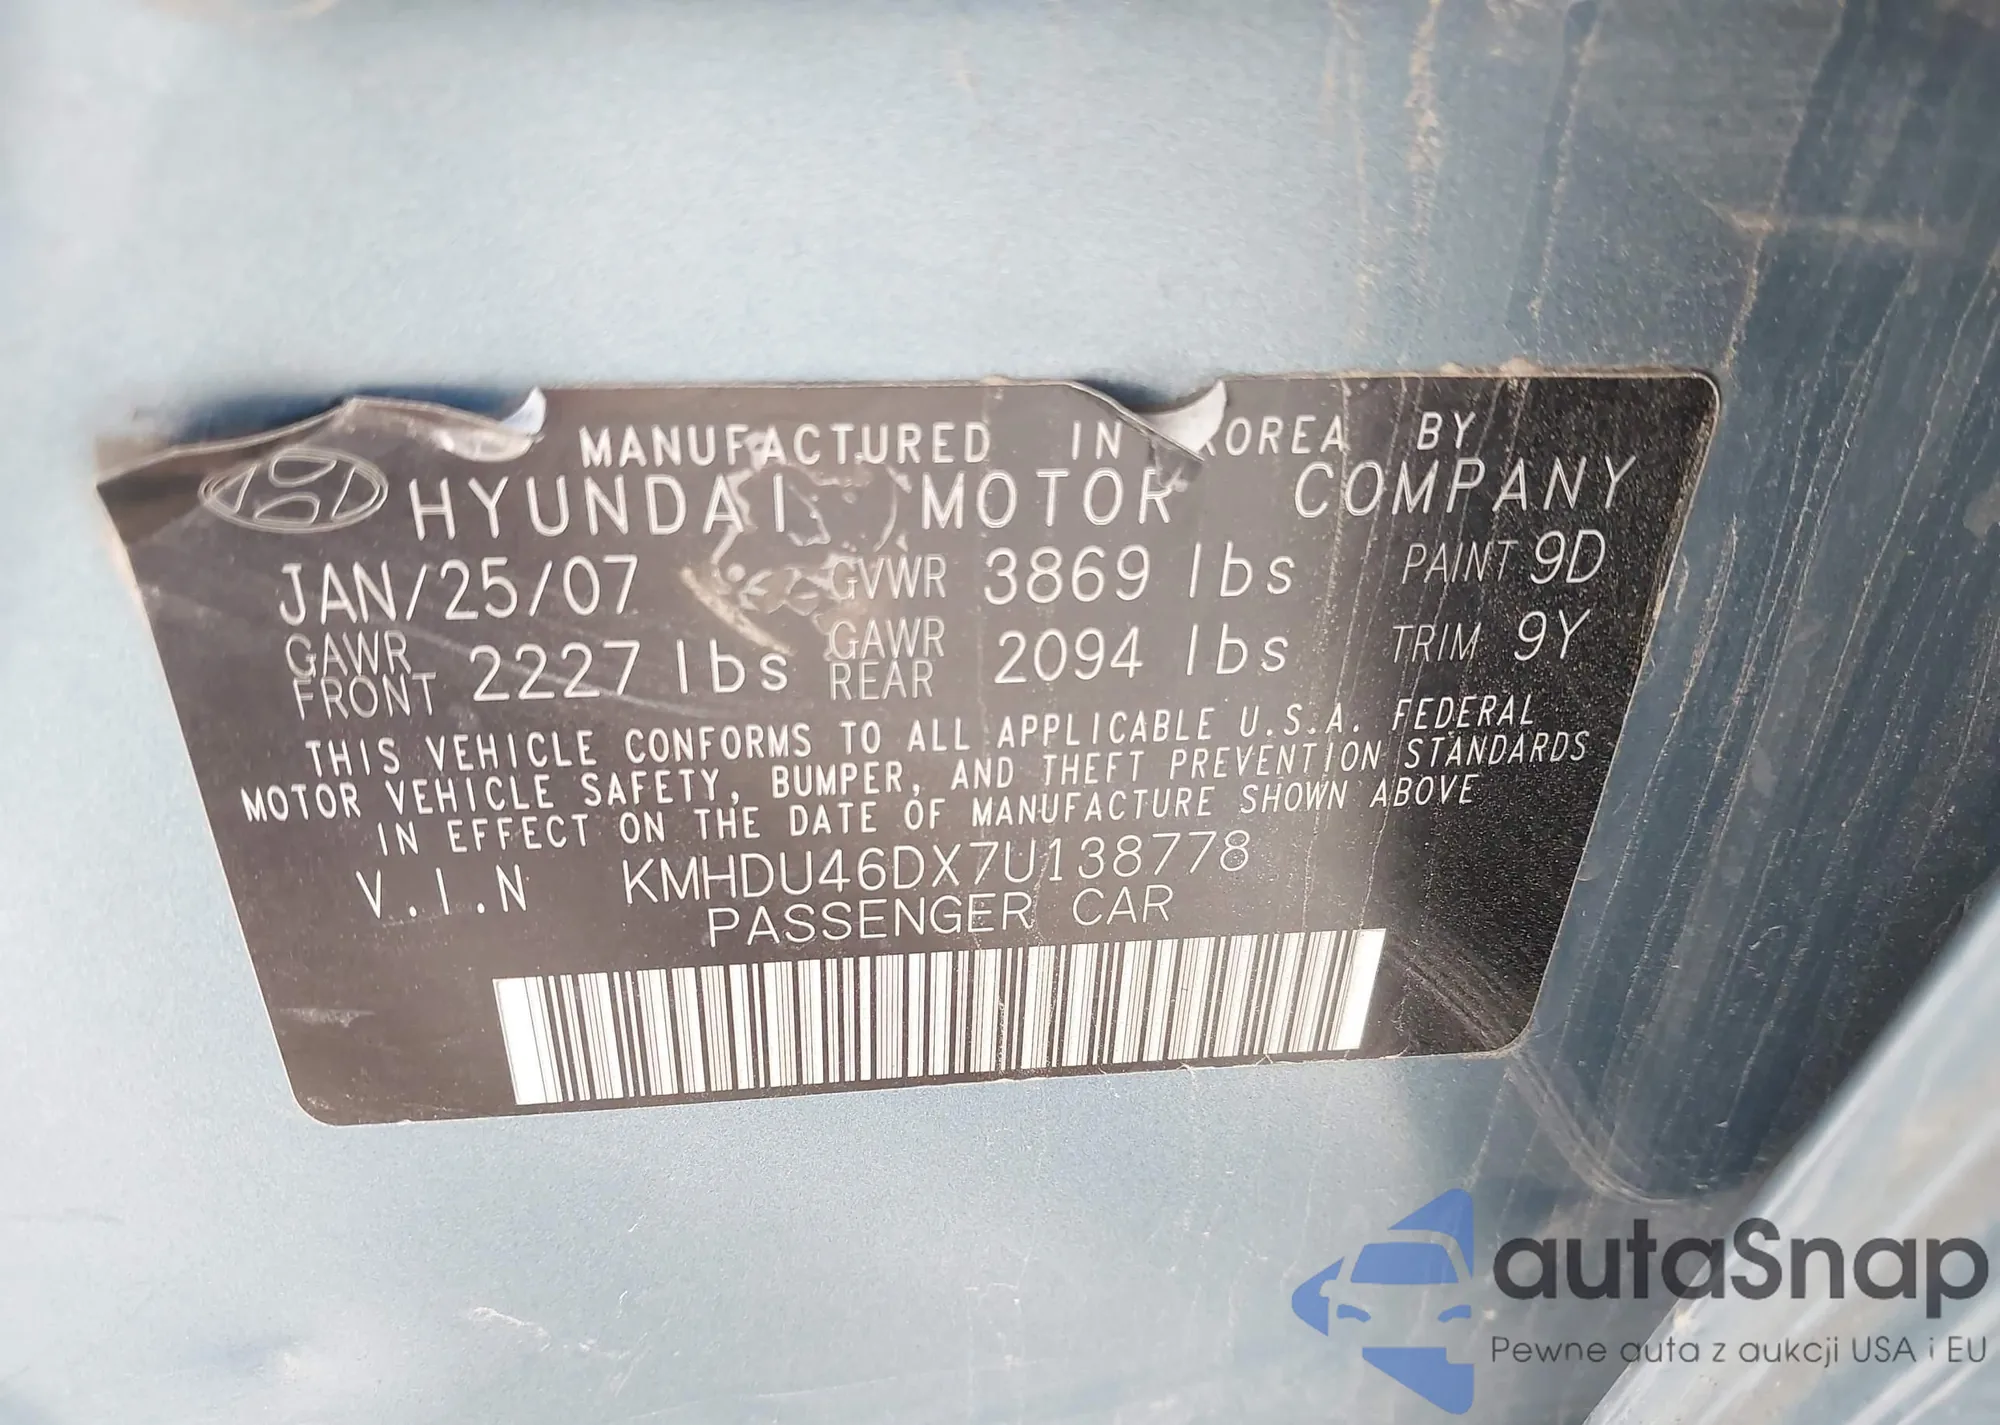 MANUFACTURED IN KOREA BY
HYUNDAI MOTOR COMPANY
JAN/25/07 GVWR 3869 lbs PAINT 9D
GAWR FRONT 2227 lbs GAWR REAR 2094 lbs TRIM 9Y
THIS VEHICLE CONFORMS TO ALL APPLICABLE U.S.A. FEDERAL
MOTOR VEHICLE SAFETY, BUMPER, AND THEFT PREVENTION STANDARDS
IN EFFECT ON THE DATE OF MANUFACTURE SHOWN ABOVE
V.I.N KMHDU46DX7U138778
PASSENGER CAR
autaSnap
Pewne auta z aukcji USA i EU